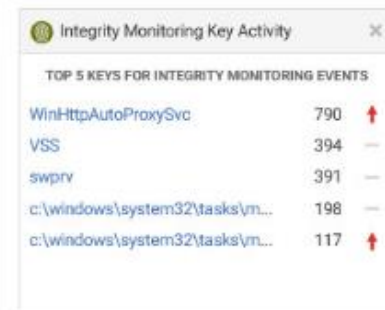 Integrity Monitoring Key Activity
TOP 5 KEYS FOR INTEGRITY MONITORING EVENTS
WinHttpAutoProxySvc 790
VSS 394
swprv 391
c:\windows\system32\tasks\m... 198
c:\windows\system32\tasks\m... 117